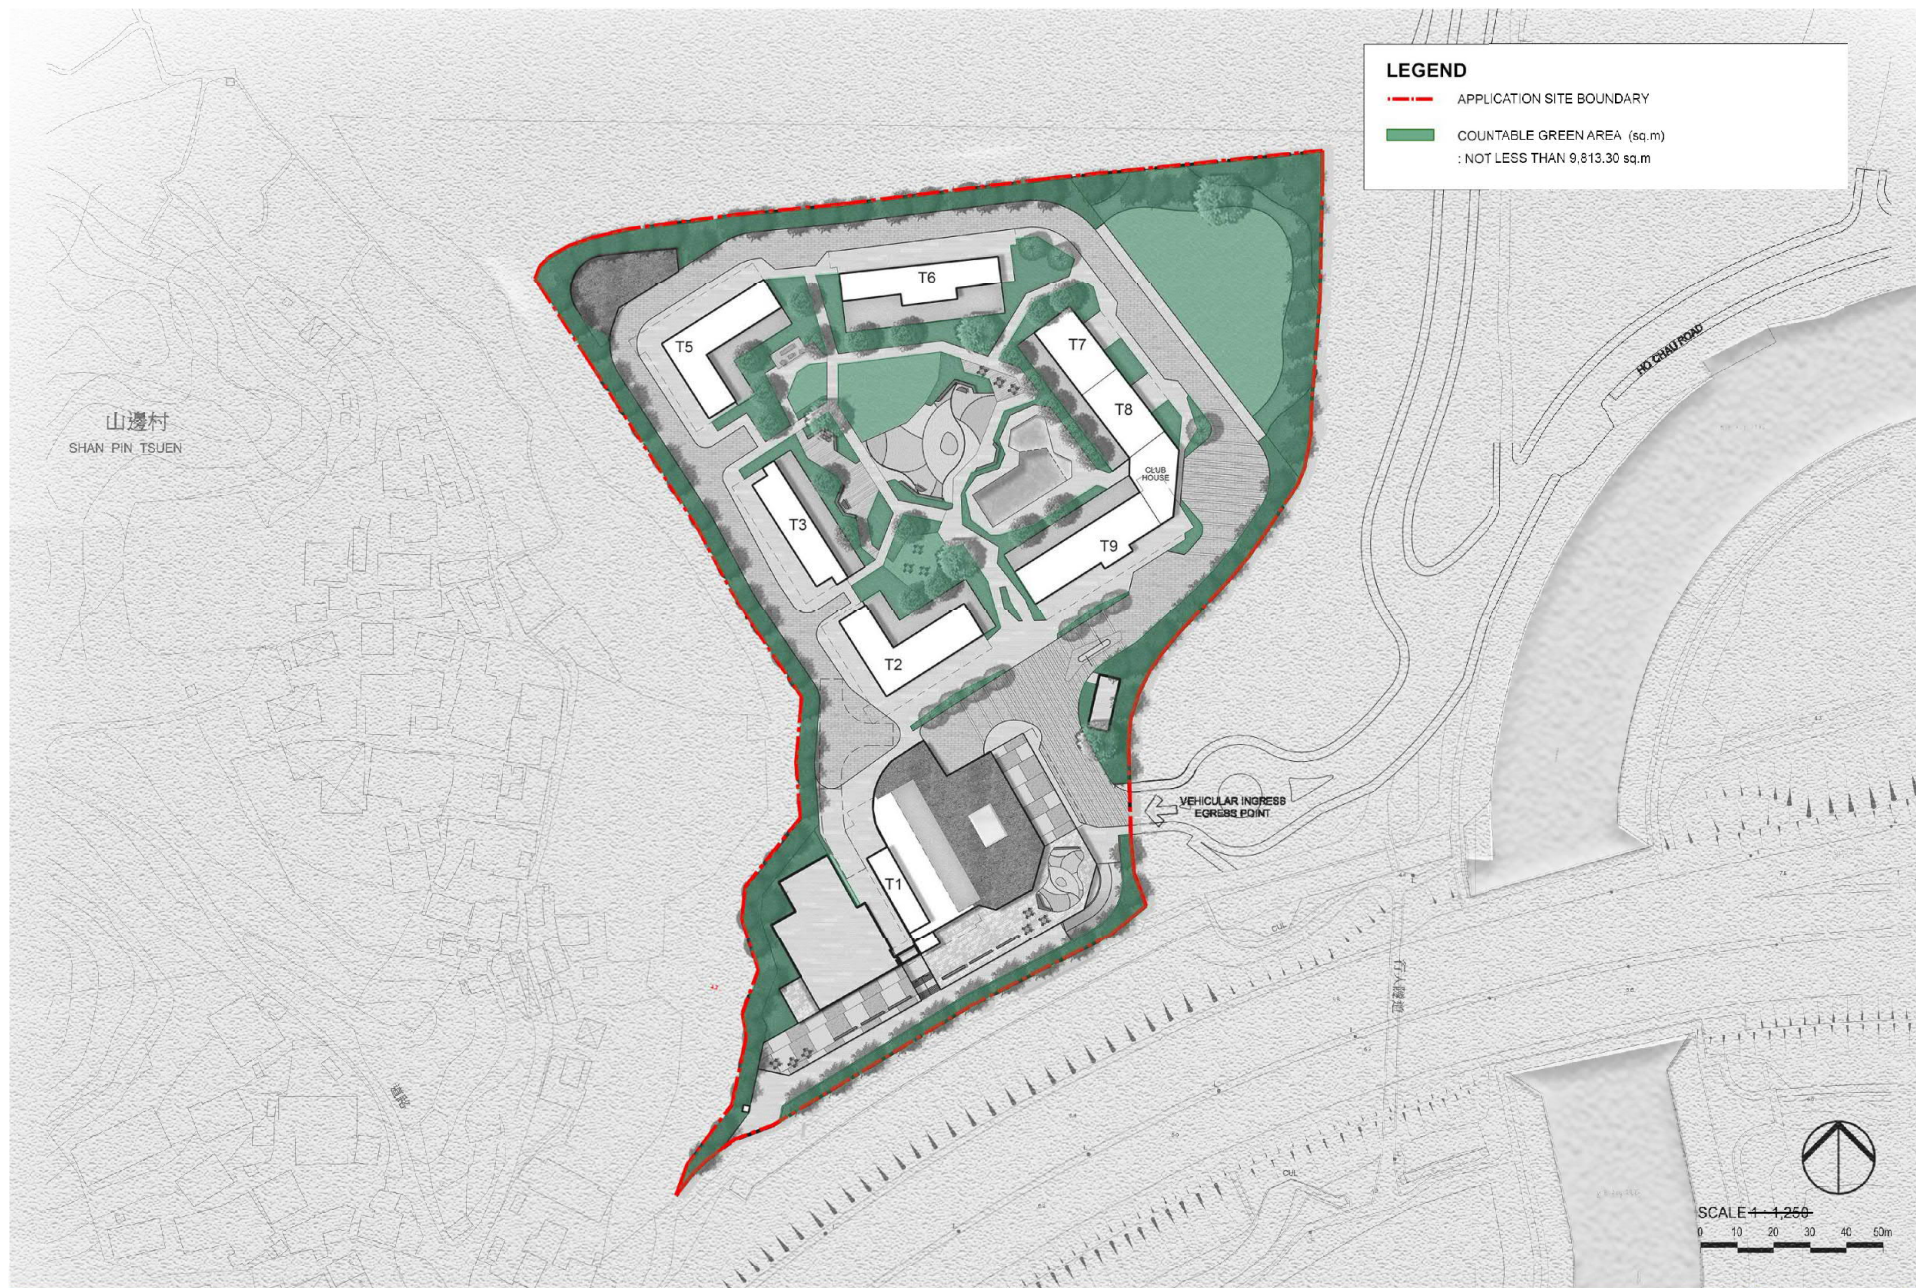 LEGEND
APPLICATION SITE BOUNDARY
COUNTABLE GREEN AREA (sq.m)
: NOT LESS THAN 9,813.30 sq.m
T6
T5
T7
HO CHAU ROAD
T8
山邊村
SHAN PIN TSUEN
CLUB
HOUSE
T3
T9
T2
VEHICULAR INGRESS
EGRESS POINT
T1
CUL
CUL
SCALE 1 : 1,250
0 10 20 30 40 50m